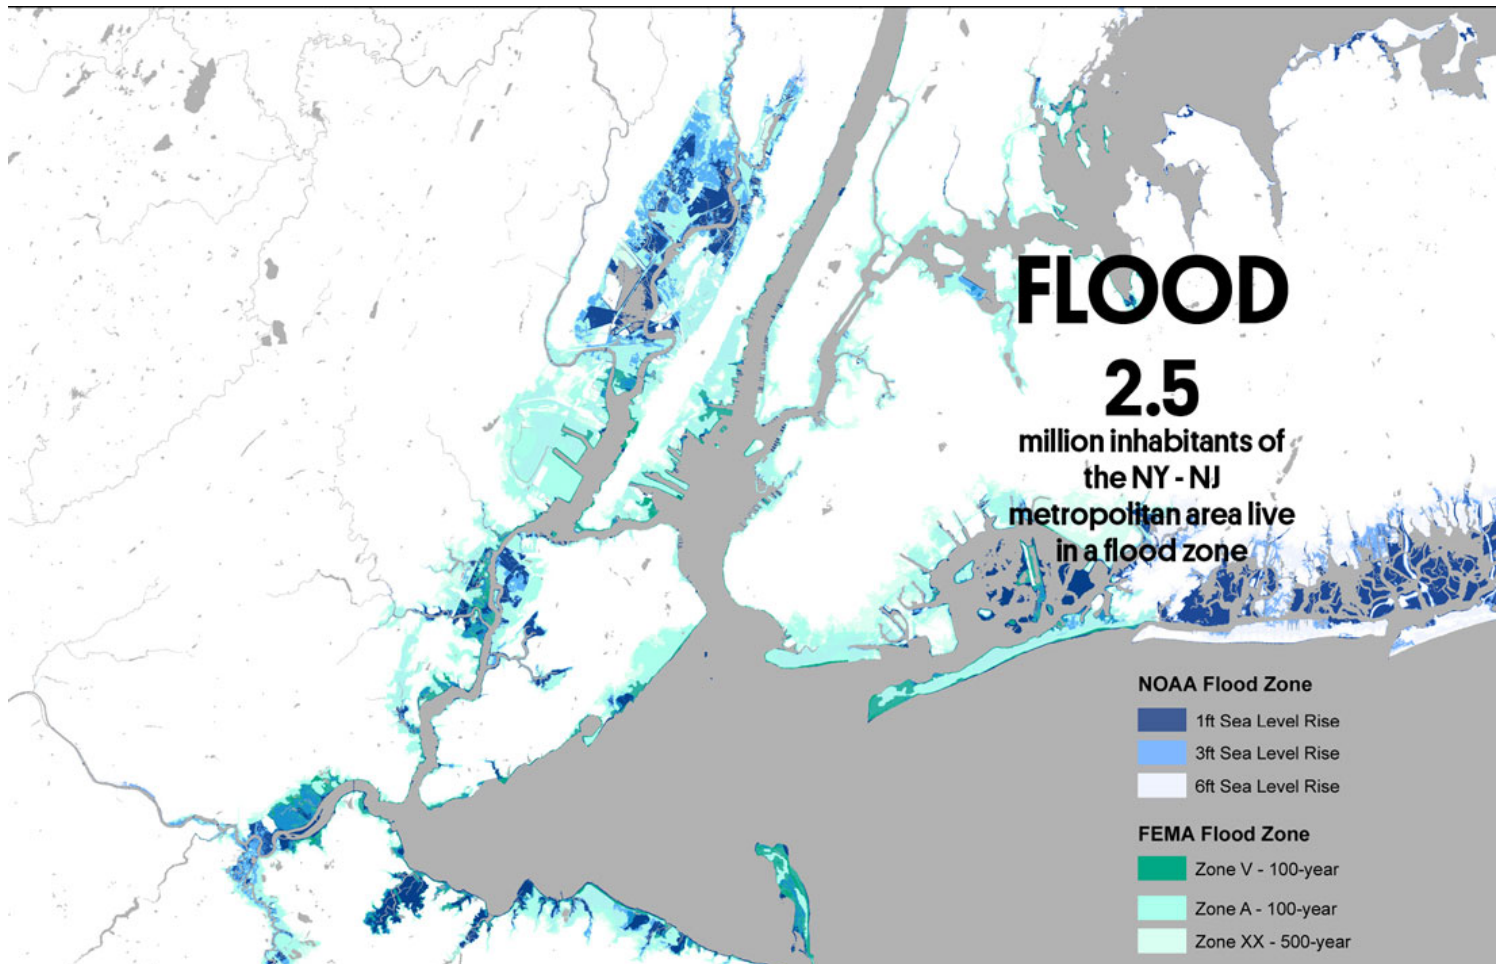 FLOOD
2.5
million inhabitants of
the NY - NJ
metropolitan area live
in a flood zone
NOAA Flood Zone
1ft Sea Level Rise
3ft Sea Level Rise
6ft Sea Level Rise
FEMA Flood Zone
Zone V - 100-year
Zone A - 100-year
Zone XX - 500-year